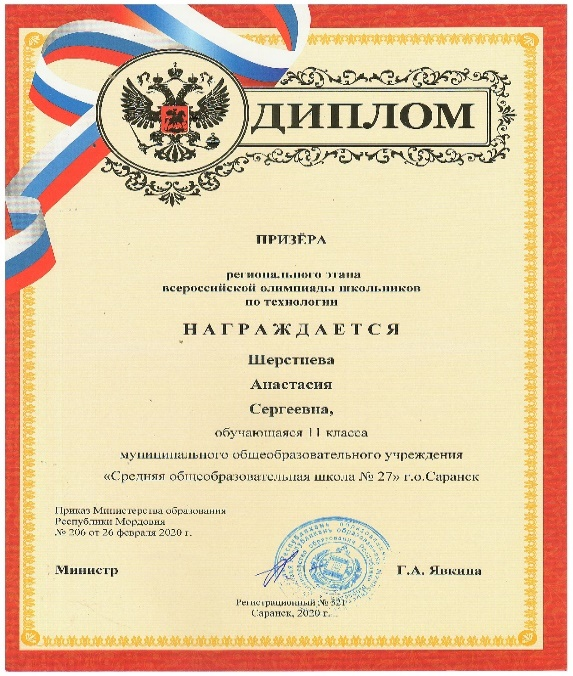 ДИПЛОМ
ПРИЗЁРА
регионального этапа
всероссийской олимпиады школьников
по технологии
НАГРАЖДАЕТСЯ
Шерстнева
Анастасия
Сергеевна,
обучающаяся 11 класса
муниципального общеобразовательного учреждения
«Средняя общеобразовательная школа № 27» г.о.Саранск
Приказ Министерства образования
Республики Мордовия
№ 206 от 26 февраля 2020 г.
Министр
Г.А. Явкина
Регистрационный № 321
Саранск, 2020 г.